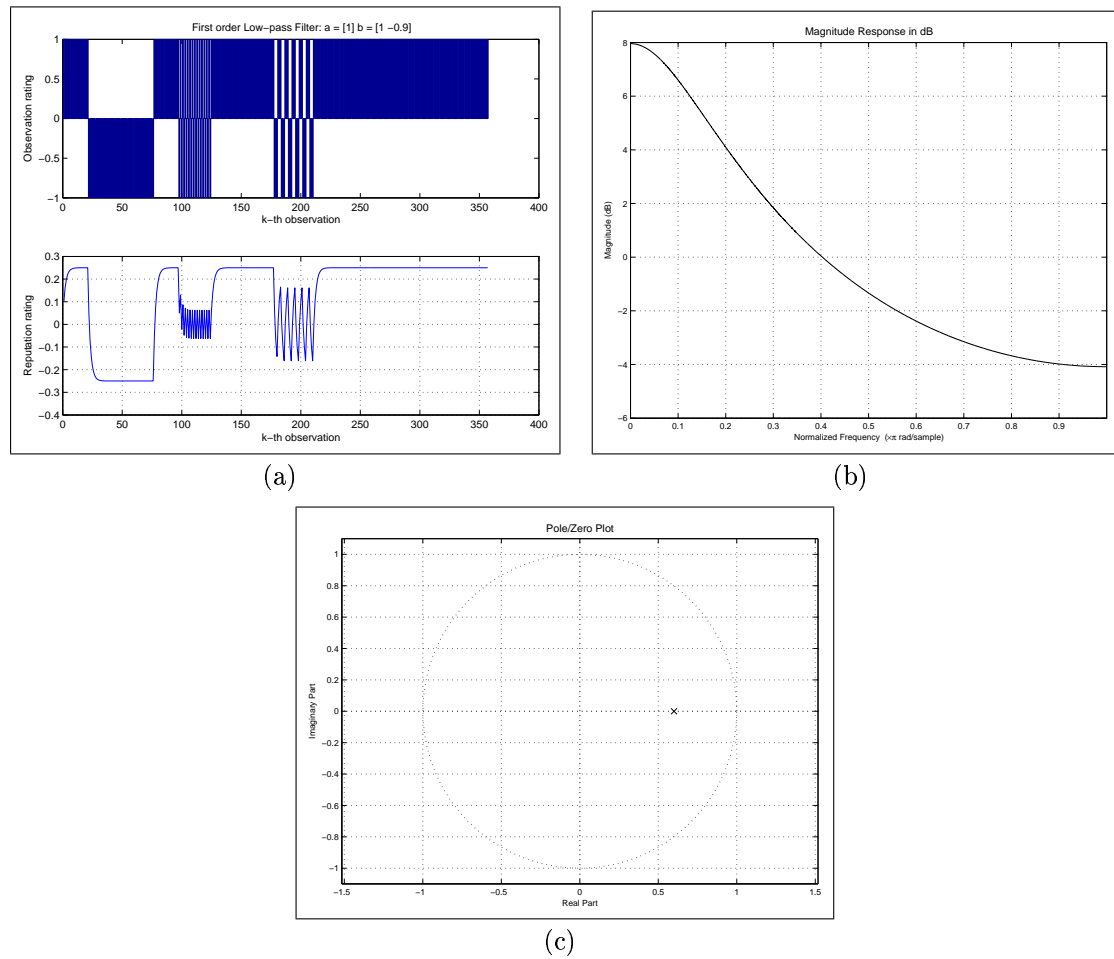 First order Low-pass Filter: a = [1] b = [1 -0.9]
1
0.5
0
-0.5
-1
Observation rating
0 50 100 150 200 250 300 350 400
k-th observation
0.3
0.2
0.1
0
-0.1
-0.2
-0.3
-0.4
Reputation rating
0 50 100 150 200 250 300 350 400
k-th observation
(a)
Magnitude Response in dB
8
6
4
2
0
-2
-4
-6
Magnitude (dB)
0 0.1 0.2 0.3 0.4 0.5 0.6 0.7 0.8 0.9
Normalized Frequency (×π rad/sample)
(b)
Pole/Zero Plot
1
0.8
0.6
0.4
0.2
0
-0.2
-0.4
-0.6
-0.8
-1
Imaginary Part
-1.5 -1 -0.5 0 0.5 1 1.5
Real Part
(c)